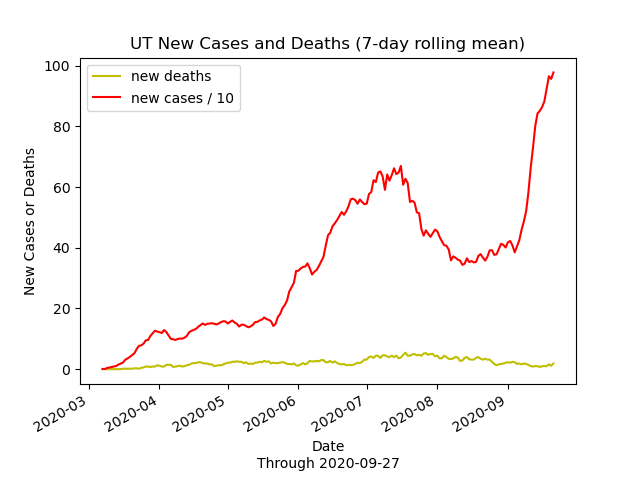 UT New Cases and Deaths (7-day rolling mean)
new deaths
new cases / 10
New Cases or Deaths
100
80
60
40
20
0
2020-03
2020-04
2020-05
2020-06
2020-07
2020-08
2020-09
Date
Through 2020-09-27